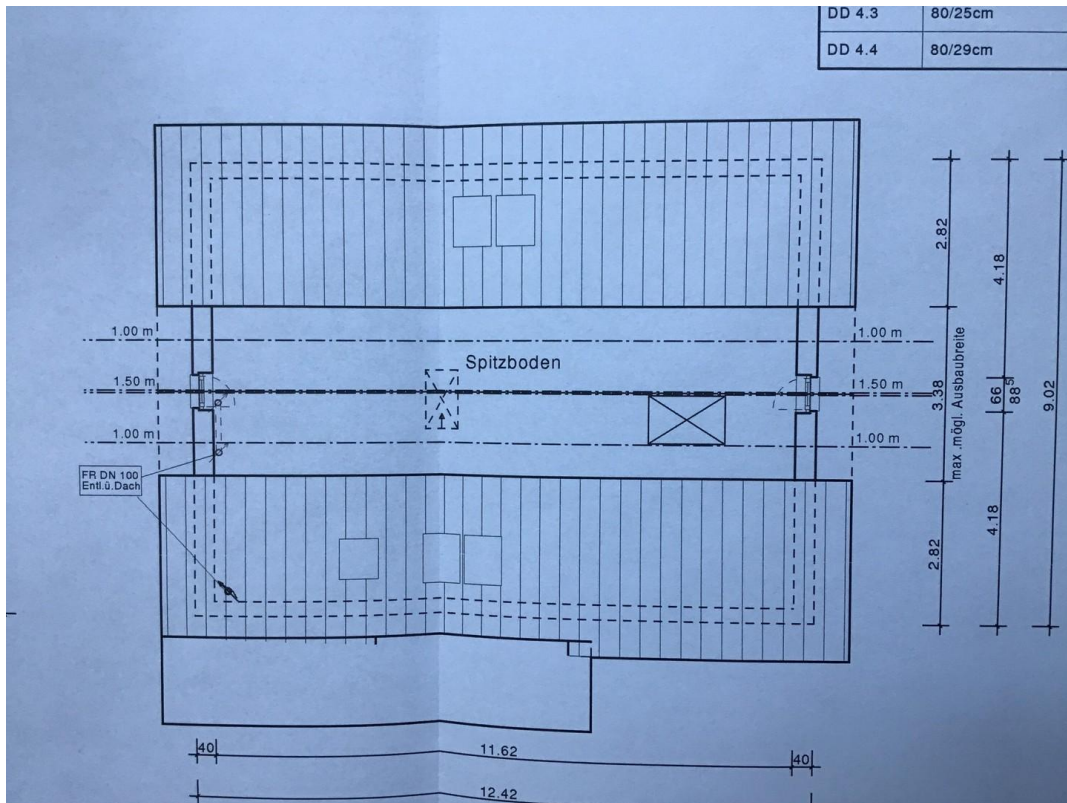 DD 4.3 80/25cm
DD 4.4 80/29cm
1.00 m
1.00 m
Spitzboden
1.50 m
1.50 m
1.00 m
1.00 m
FR DN 100
Entl.ü.Dach
2.82
3.38
2.82
max .mögl. Ausbaubreite
4.18
66
88⁵
4.18
9.02
40
11.62
40
12.42